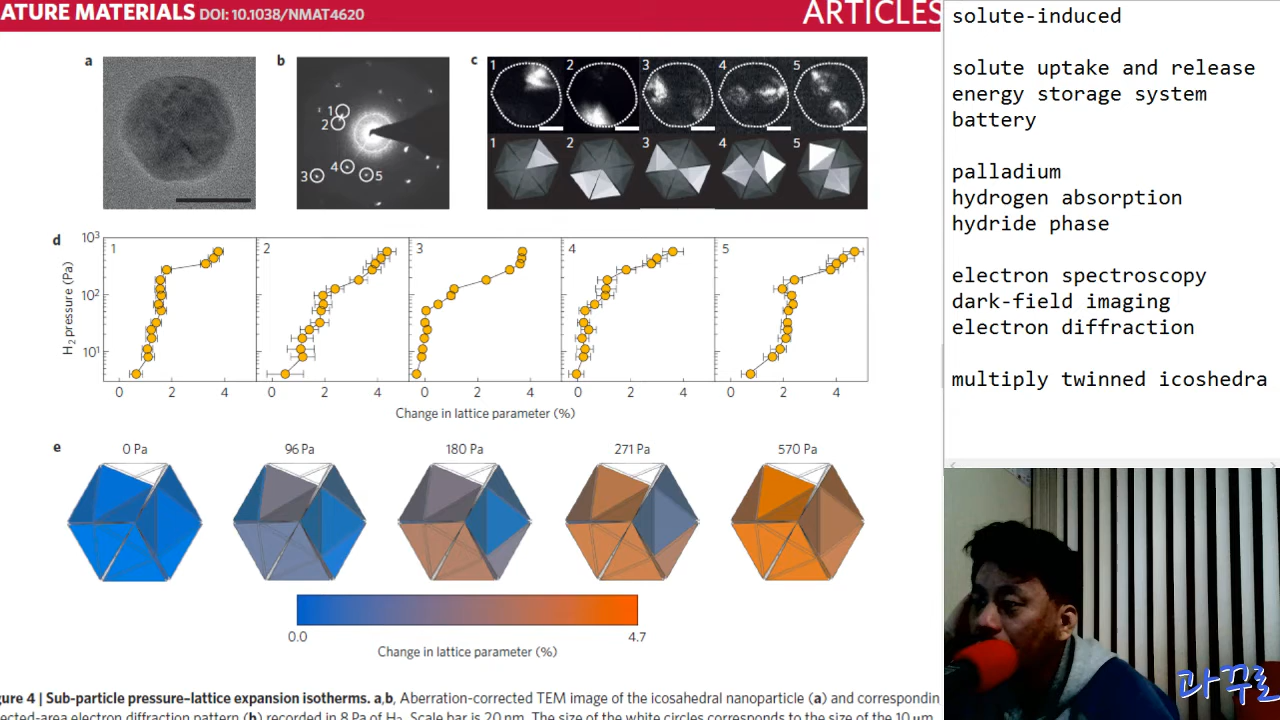 ATURE MATERIALS DOI: 10.1038/NMAT4620
ARTICLES
a
b
c
1
2
3
4
5
1
2
3
4
5
1
2
3
4
5
d
H2 pressure (Pa)
10³
10²
10¹
1
2
3
4
5
0 2 4
0 2 4
0 2 4
0 2 4
0 2 4
Change in lattice parameter (%)
e
0 Pa
96 Pa
180 Pa
271 Pa
570 Pa
0.0
4.7
Change in lattice parameter (%)
gure 4 | Sub-particle pressure–lattice expansion isotherms. a,b, Aberration-corrected TEM image of the icosahedral nanoparticle (a) and correspondin
ected-area electron diffraction pattern (b) recorded in 8 Pa of H2. Scale bar is 20 nm. The size of the white circles corresponds to the size of the 10 μm
solute-induced
solute uptake and release
energy storage system
battery
palladium
hydrogen absorption
hydride phase
electron spectroscopy
dark-field imaging
electron diffraction
multiply twinned icoshedra
과꾸로